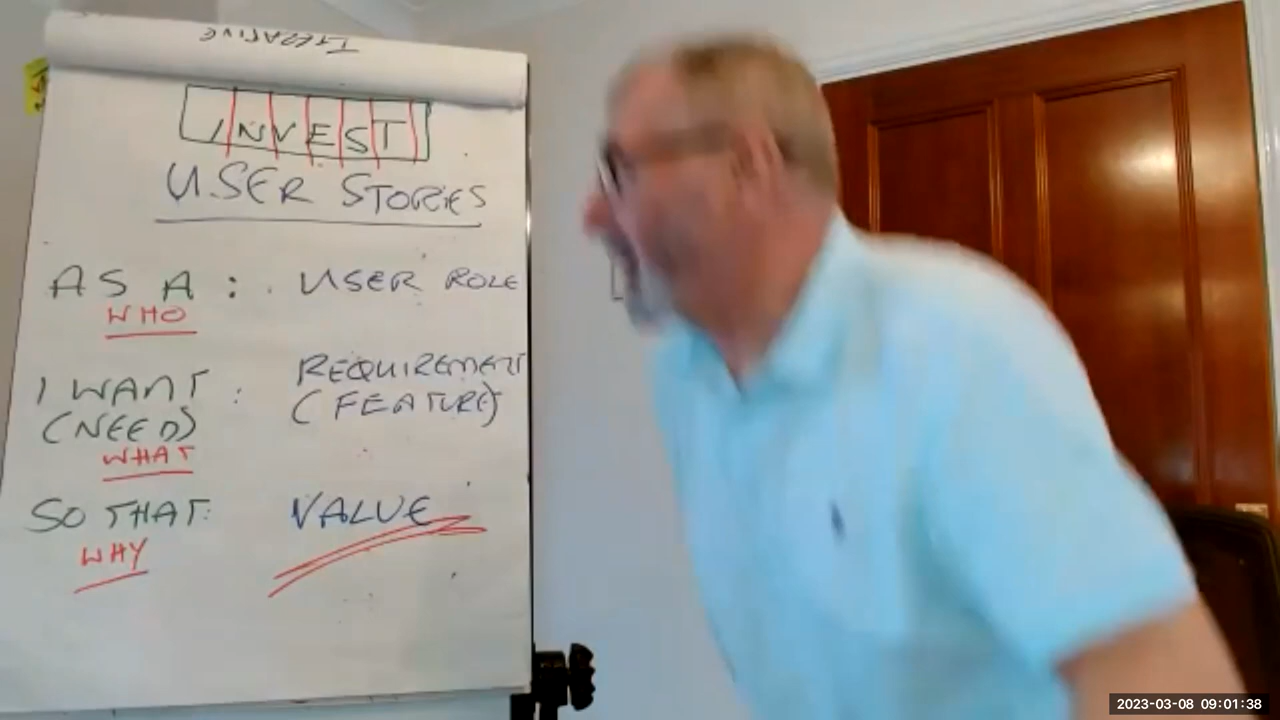 ITERATIVE
INVEST
USER STORIES
AS A : USER ROLE
WHO
I WANT : REQUIREMENT
(NEED) (FEATURE)
WHAT
SO THAT: VALUE
WHY
2023-03-08 09:01:38